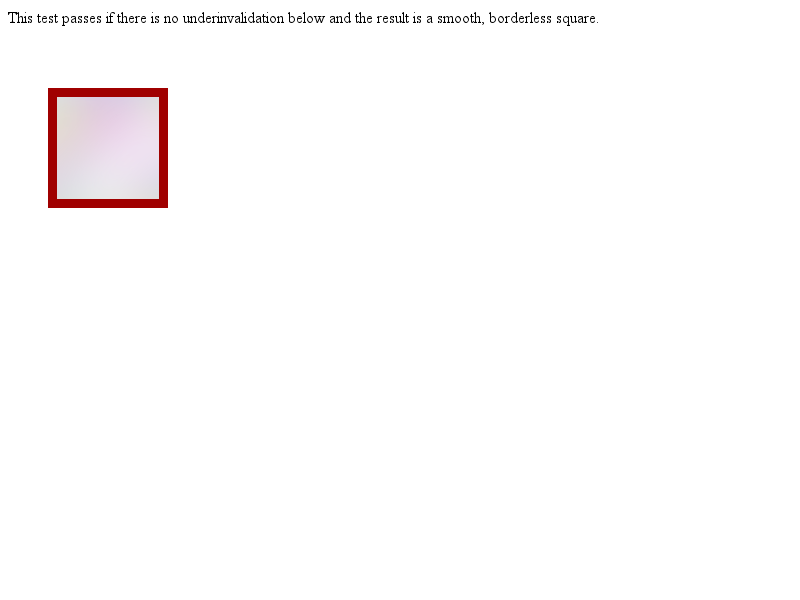 This test passes if there is no underinvalidation below and the result is a smooth, borderless square.